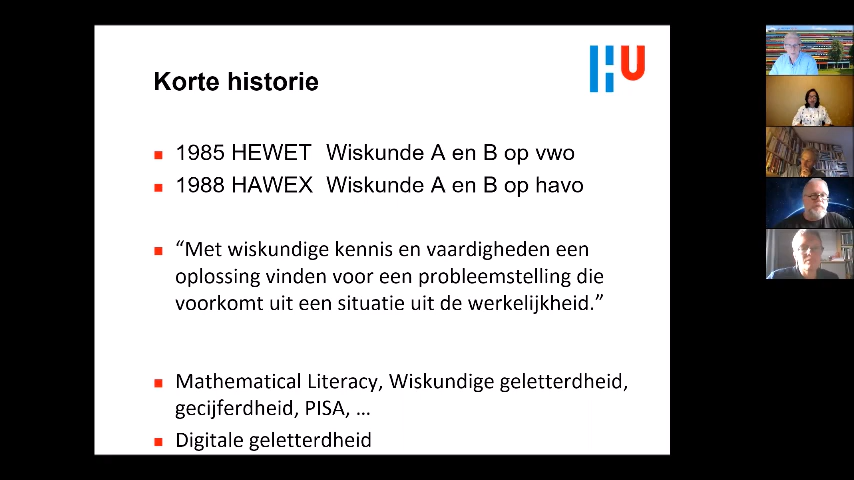 Korte historie
HU
1985 HEWET Wiskunde A en B op vwo
1988 HAWEX Wiskunde A en B op havo
“Met wiskundige kennis en vaardigheden een
oplossing vinden voor een probleemstelling die
voorkomt uit een situatie uit de werkelijkheid.”
Mathematical Literacy, Wiskundige geletterdheid,
gecijferdheid, PISA, …
Digitale geletterdheid